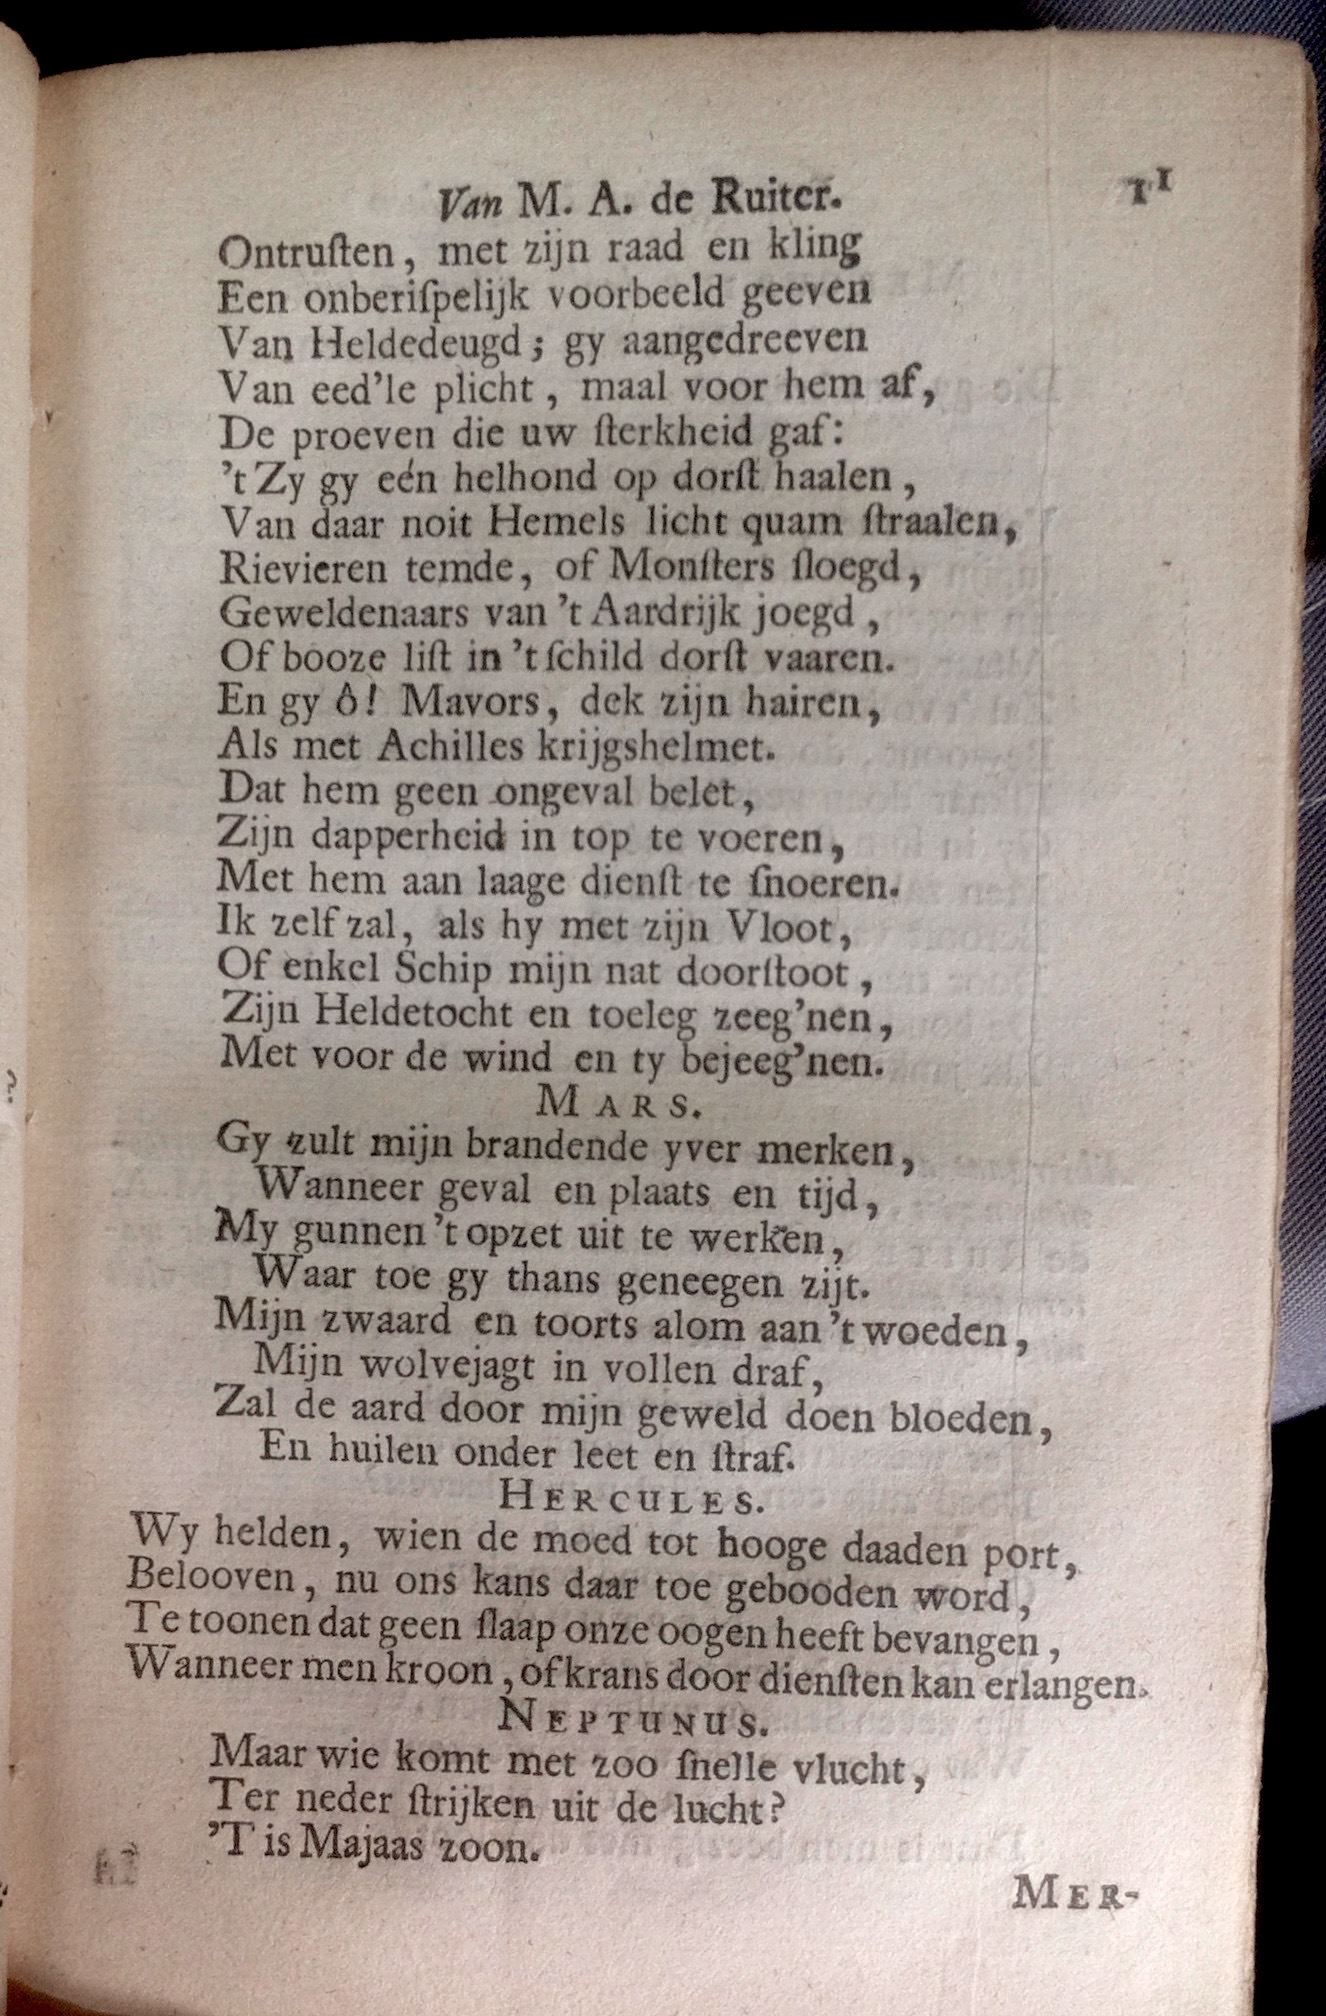 Van M. A. de Ruiter. 11
Ontruſten, met zijn raad en kling
Een onberiſpelijk voorbeeld geeven
Van Heldedeugd; gy aangedreeven
Van eed'le plicht, maal voor hem af,
De proeven die uw ſterkheid gaf:
't Zy gy eén helhond op dorſt haalen,
Van daar noit Hemels licht quam ſtraalen,
Rievieren temde, of Monſters ſloegd,
Geweldenaars van 't Aardrijk joegd,
Of booze liſt in 't ſchild dorſt vaaren.
En gy ô! Mavors, dek zijn hairen,
Als met Achilles krijgshelmet.
Dat hem geen ongeval belet,
Zijn dapperheid in top te voeren,
Met hem aan laage dienſt te ſnoeren.
Ik zelf zal, als hy met zijn Vloot,
Of enkel Schip mijn nat doorſtoot,
Zijn Heldetocht en toeleg zeeg'nen,
Met voor de wind en ty bejeeg'nen.
MARS.
Gy zult mijn brandende yver merken,
Wanneer geval en plaats en tijd,
My gunnen 't opzet uit te werken,
Waar toe gy thans geneegen zijt.
Mijn zwaard en toorts alom aan 't woeden,
Mijn wolvejagt in vollen draf,
Zal de aard door mijn geweld doen bloeden,
En huilen onder leet en ſtraf.
HERCULES.
Wy helden, wien de moed tot hooge daaden port,
Belooven, nu ons kans daar toe gebooden word,
Te toonen dat geen ſlaap onze oogen heeft bevangen,
Wanneer men kroon, of krans door dienſten kan erlangen.
NEPTUNUS.
Maar wie komt met zoo ſnelle vlucht,
Ter neder ſtrijken uit de lucht?
'T is Majaas zoon.
MER-